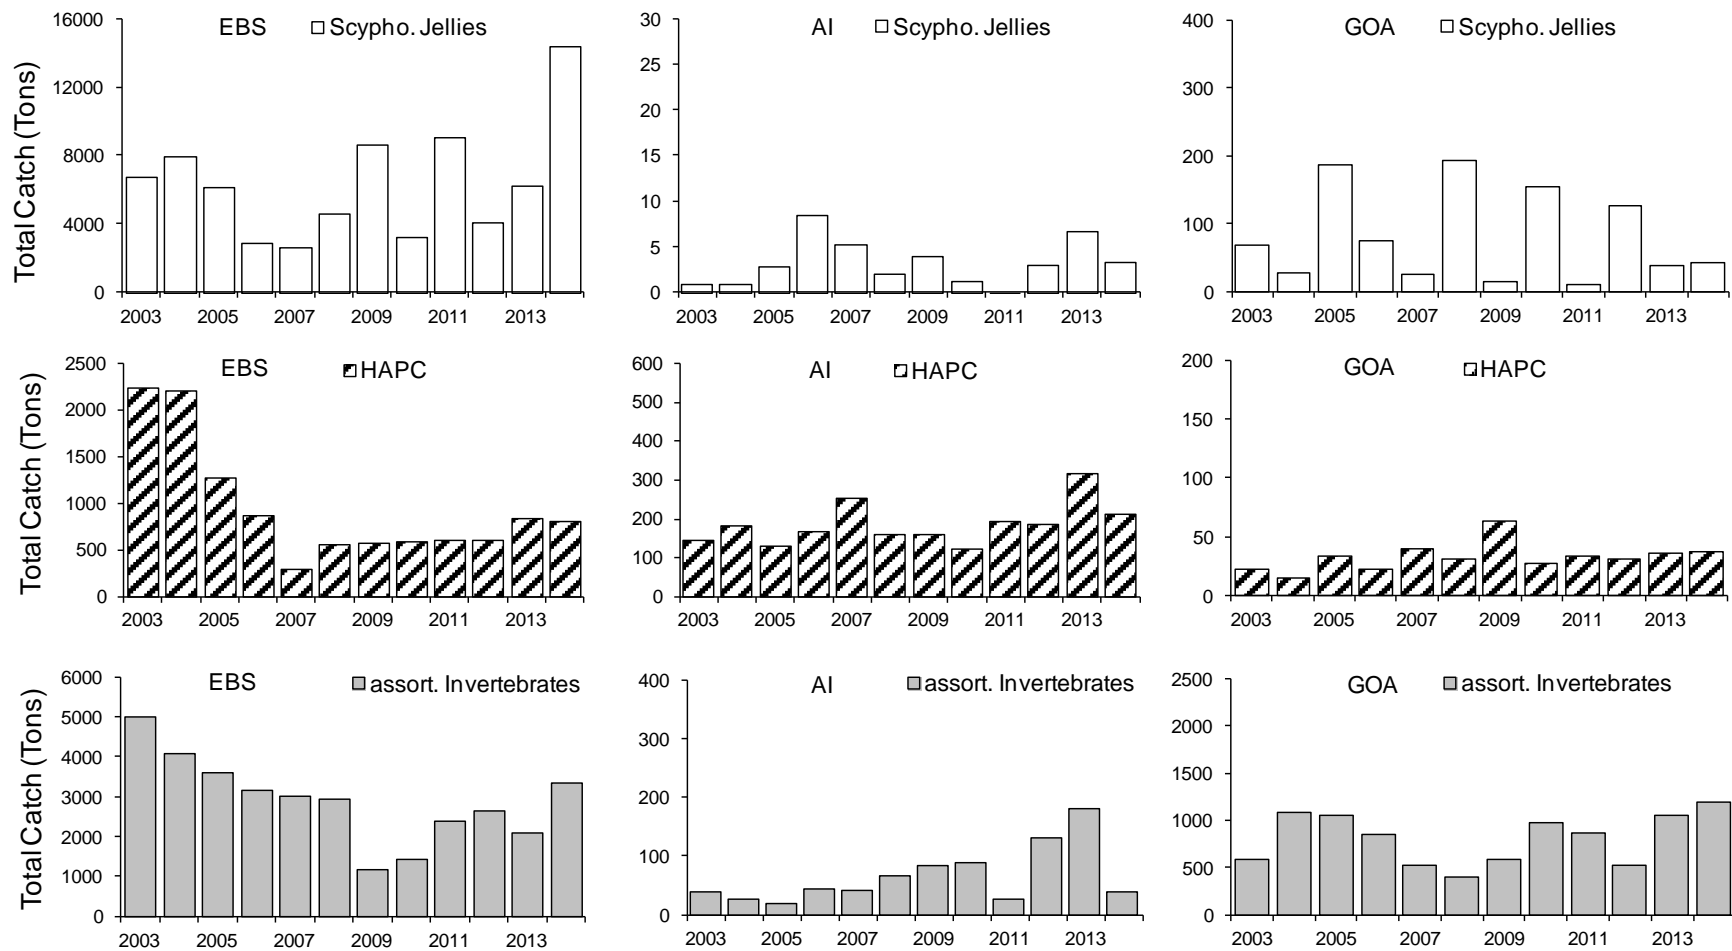 EBS Scypho. Jellies
Total Catch (Tons)
16000
12000
8000
4000
0
2003 2005 2007 2009 2011 2013
AI Scypho. Jellies
30
25
20
15
10
5
0
2003 2005 2007 2009 2011 2013
GOA Scypho. Jellies
400
300
200
100
0
2003 2005 2007 2009 2011 2013
EBS HAPC
Total Catch (Tons)
2500
2000
1500
1000
500
0
2003 2005 2007 2009 2011 2013
AI HAPC
600
500
400
300
200
100
0
2003 2005 2007 2009 2011 2013
GOA HAPC
200
150
100
50
0
2003 2005 2007 2009 2011 2013
EBS assort. Invertebrates
Total Catch (Tons)
6000
5000
4000
3000
2000
1000
0
2003 2005 2007 2009 2011 2013
AI assort. Invertebrates
400
300
200
100
0
2003 2005 2007 2009 2011 2013
GOA assort. Invertebrates
2500
2000
1500
1000
500
0
2003 2005 2007 2009 2011 2013